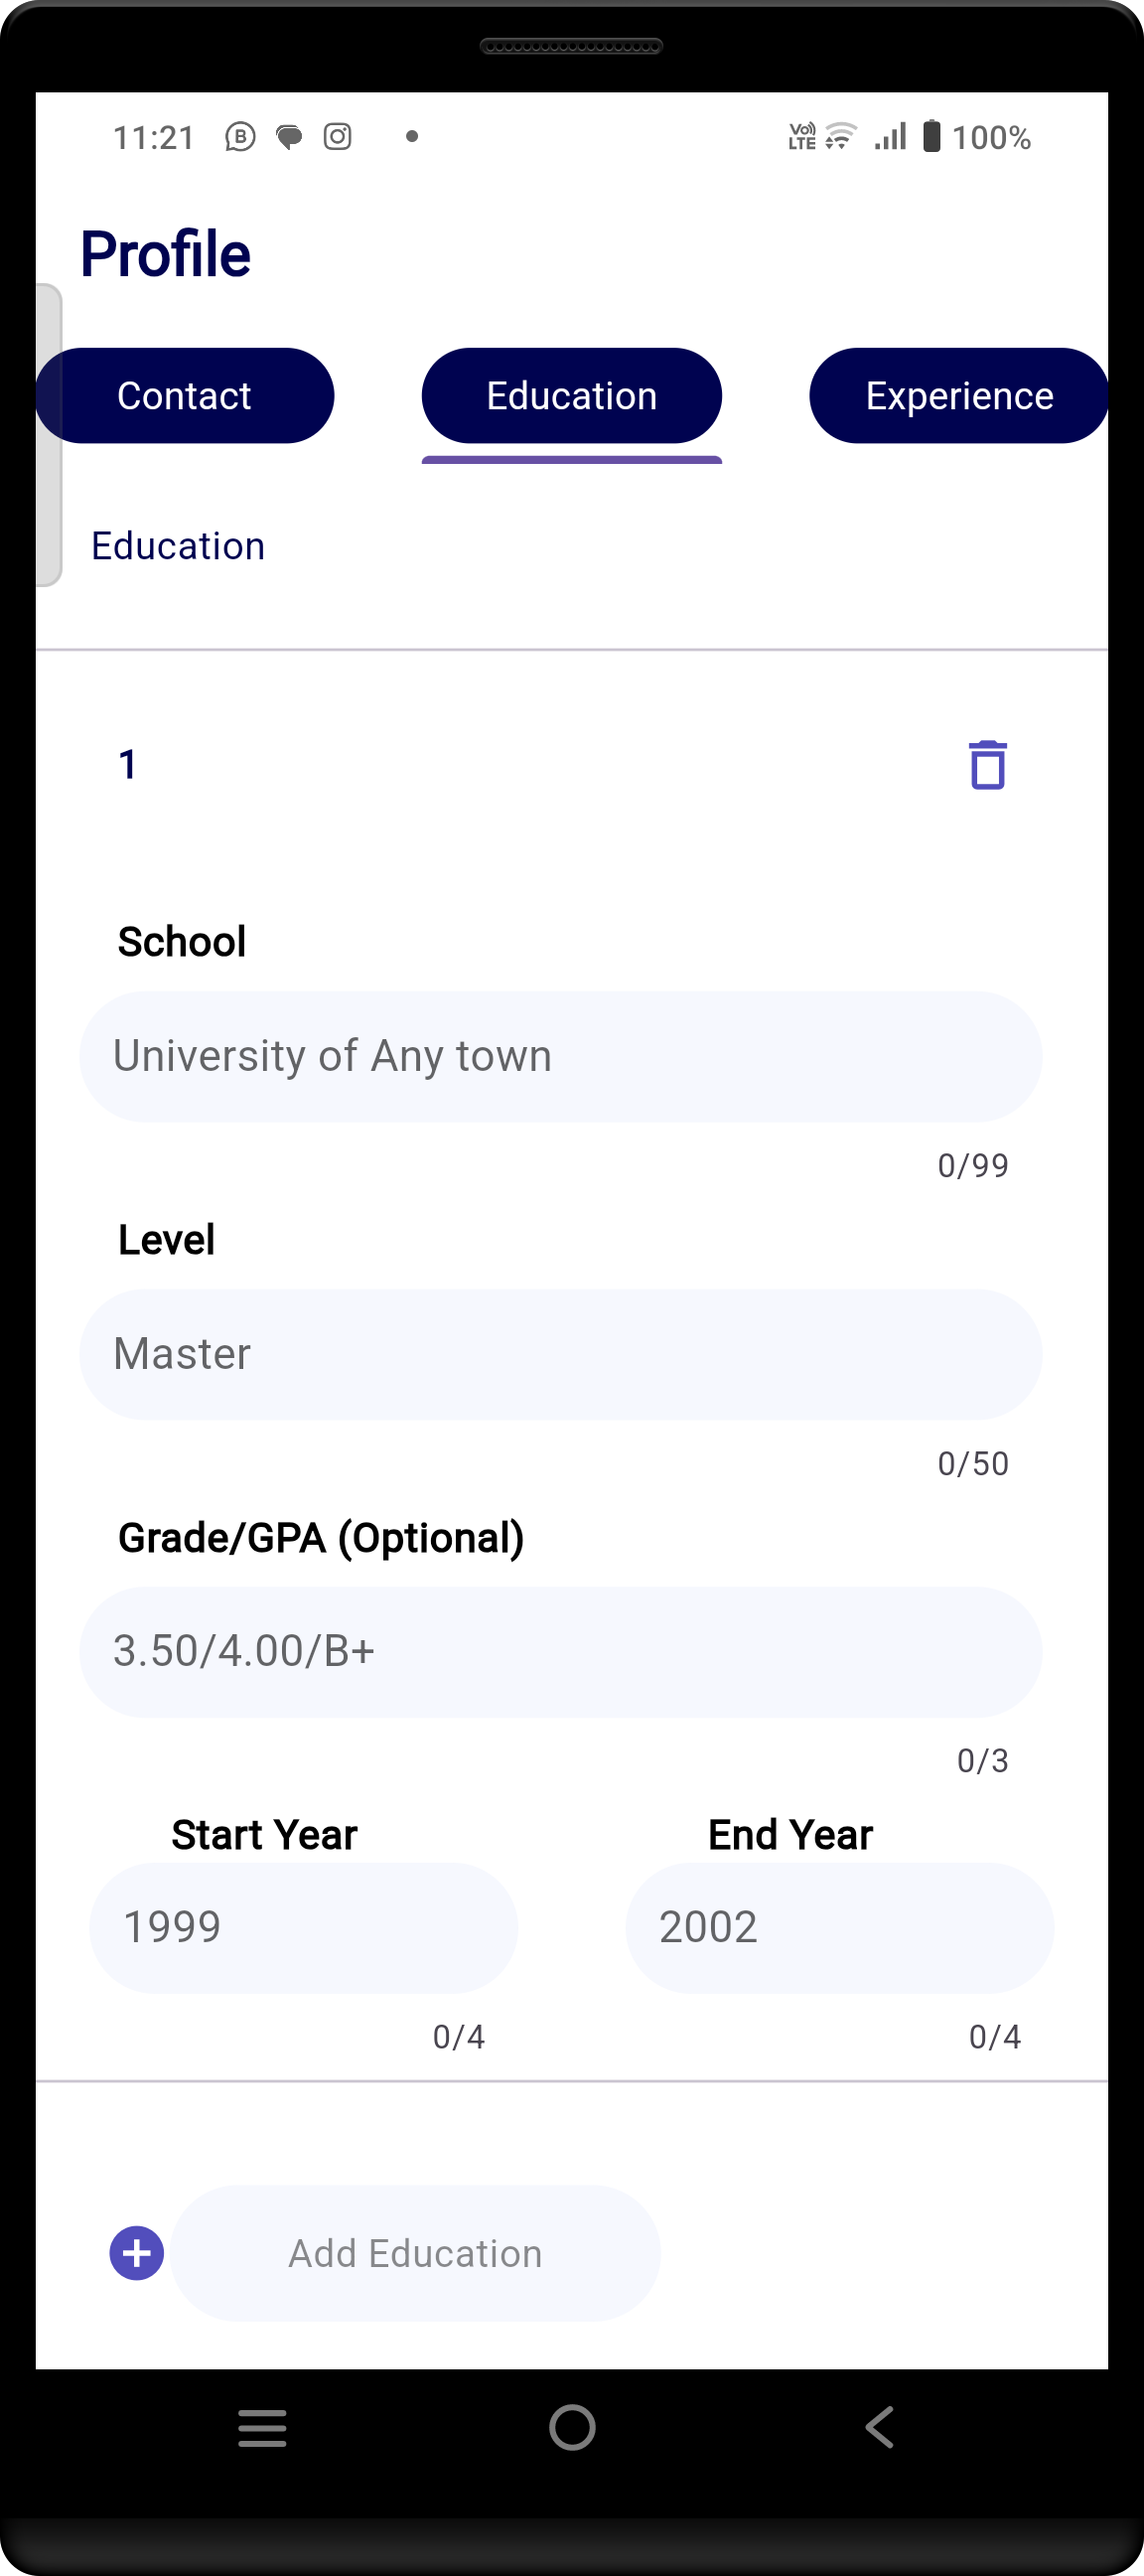 11:21 VoLTE 100%
Profile
Contact Education Experience
Education
1
School
University of Any town
0/99
Level
Master
0/50
Grade/GPA (Optional)
3.50/4.00/B+
0/3
Start Year End Year
1999 2002
0/4 0/4
Add Education